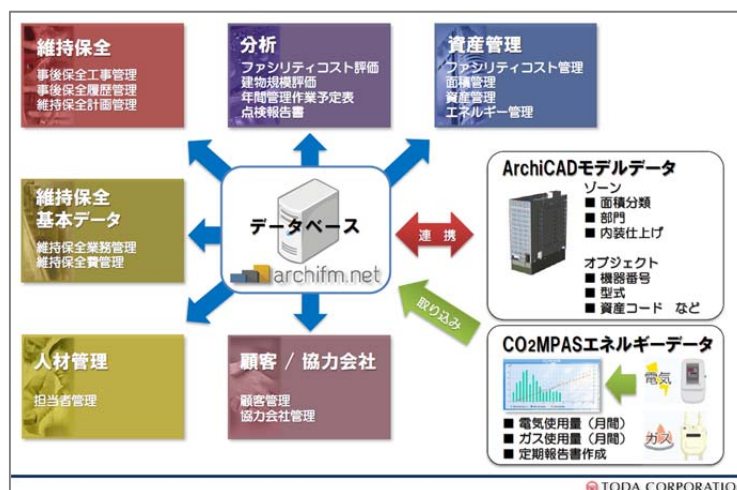 維持保全
事後保全工事管理
事後保全履歴管理
維持保全計画管理
分析
ファシリティコスト評価
建物規模評価
年間管理作業予定表
点検報告書
資産管理
ファシリティコスト管理
面積管理
資産管理
エネルギー管理
維持保全
基本データ
維持保全業務管理
維持保全費管理
データベース
archifm.net
連携
取り込み
ArchiCADモデルデータ
ゾーン
■ 面積分類
■ 部門
■ 内装仕上げ
オブジェクト
■ 機器番号
■ 型式
■ 資産コード など
人材管理
担当者管理
顧客 / 協力会社
顧客管理
協力会社管理
CO2MPASエネルギーデータ
電気
ガス
■ 電気使用量（月間）
■ ガス使用量（月間）
■ 定期報告書作成
TODA CORPORATIO